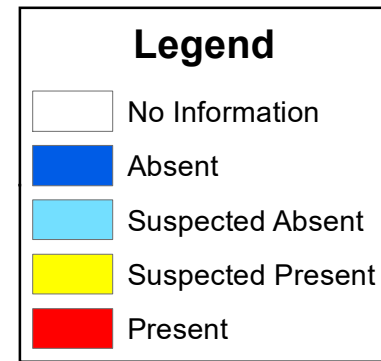 Legend
No Information
Absent
Suspected Absent
Suspected Present
Present